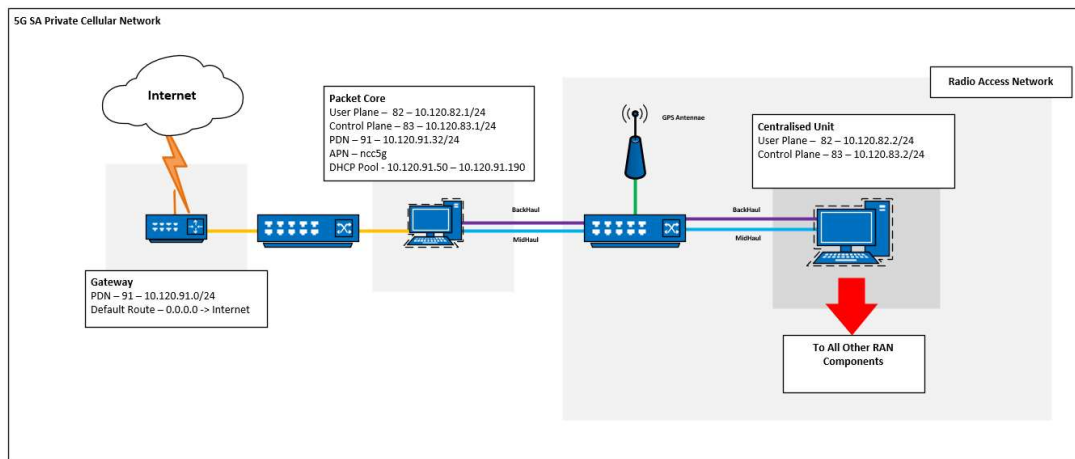 5G SA Private Cellular Network
Internet
Packet Core
User Plane – 82 – 10.120.82.1/24
Control Plane – 83 – 10.120.83.1/24
PDN – 91 – 10.120.91.32/24
APN – ncc5g
DHCP Pool - 10.120.91.50 – 10.120.91.190
Radio Access Network
GPS Antennae
Centralised Unit
User Plane – 82 – 10.120.82.2/24
Control Plane – 83 – 10.120.83.2/24
BackHaul
MidHaul
BackHaul
MidHaul
Gateway
PDN – 91 – 10.120.91.0/24
Default Route – 0.0.0.0 -> Internet
To All Other RAN
Components